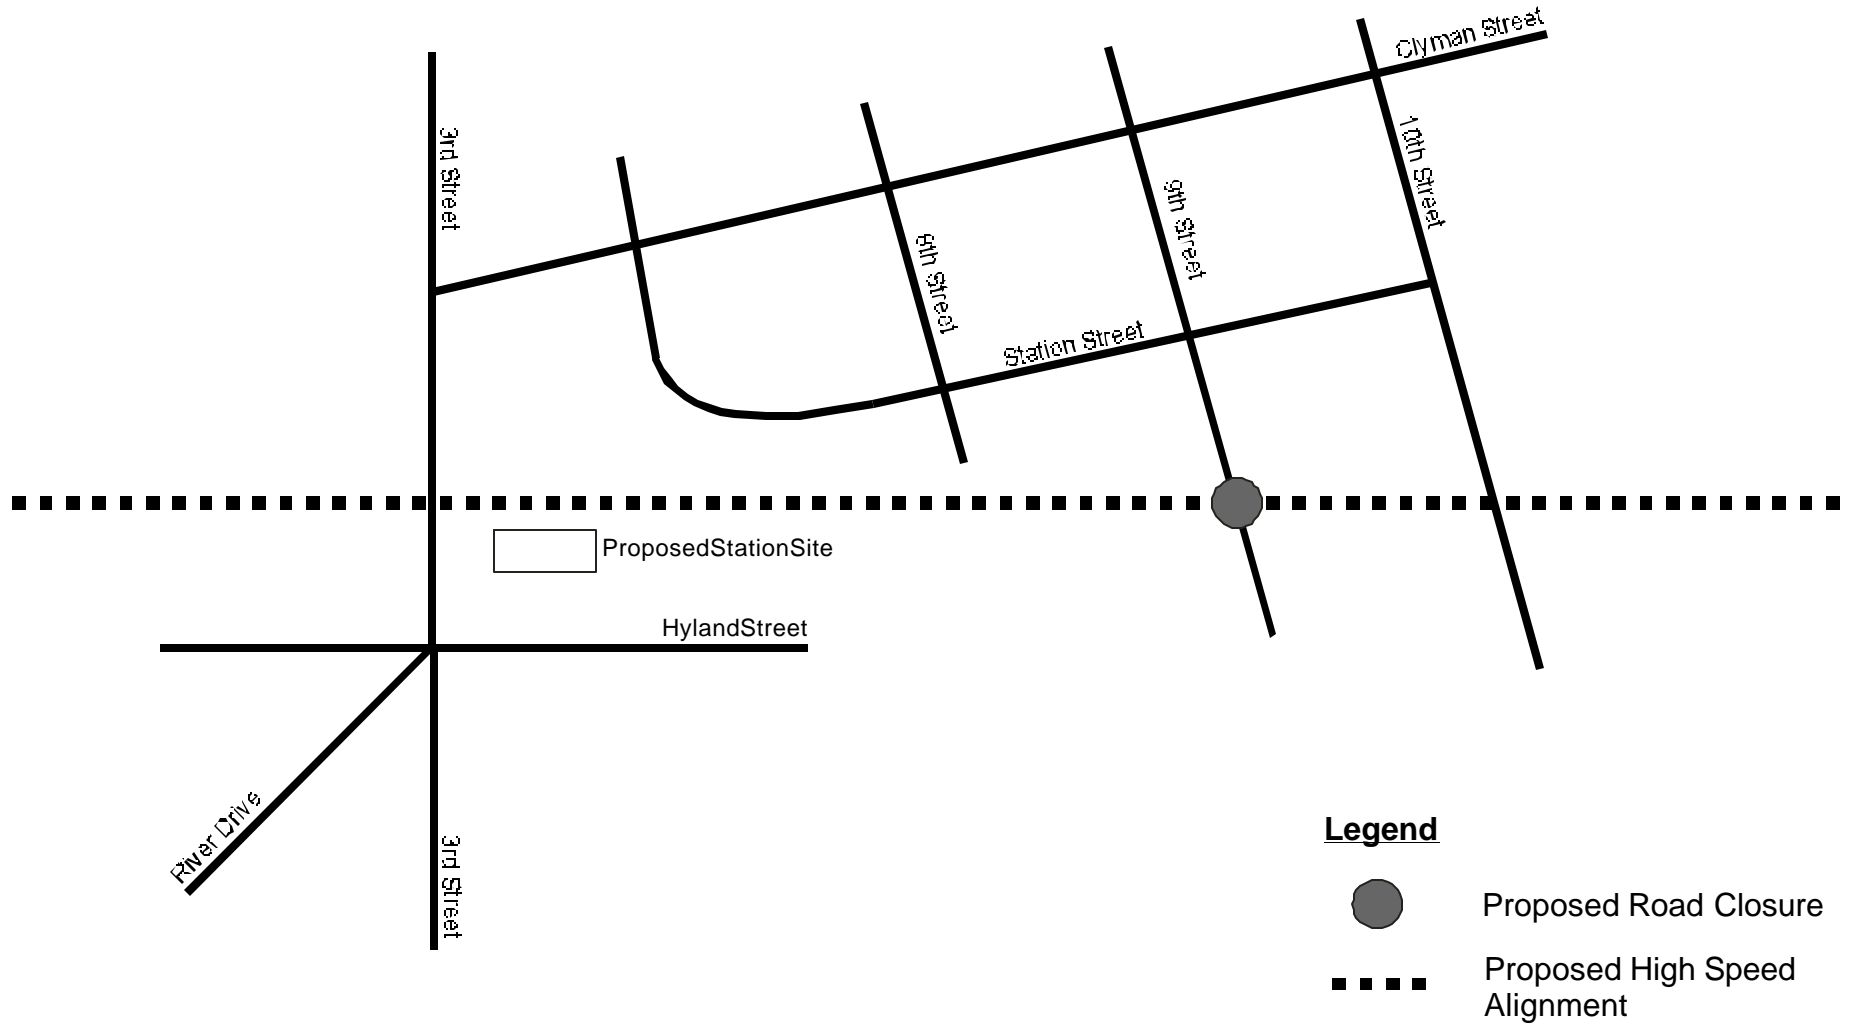 Clyman Street
3rd Street
10th Street
9th Street
8th Street
Station Street
ProposedStationSite
HylandStreet
River Drive
3rd Street
Legend
Proposed Road Closure
Proposed High Speed
Alignment